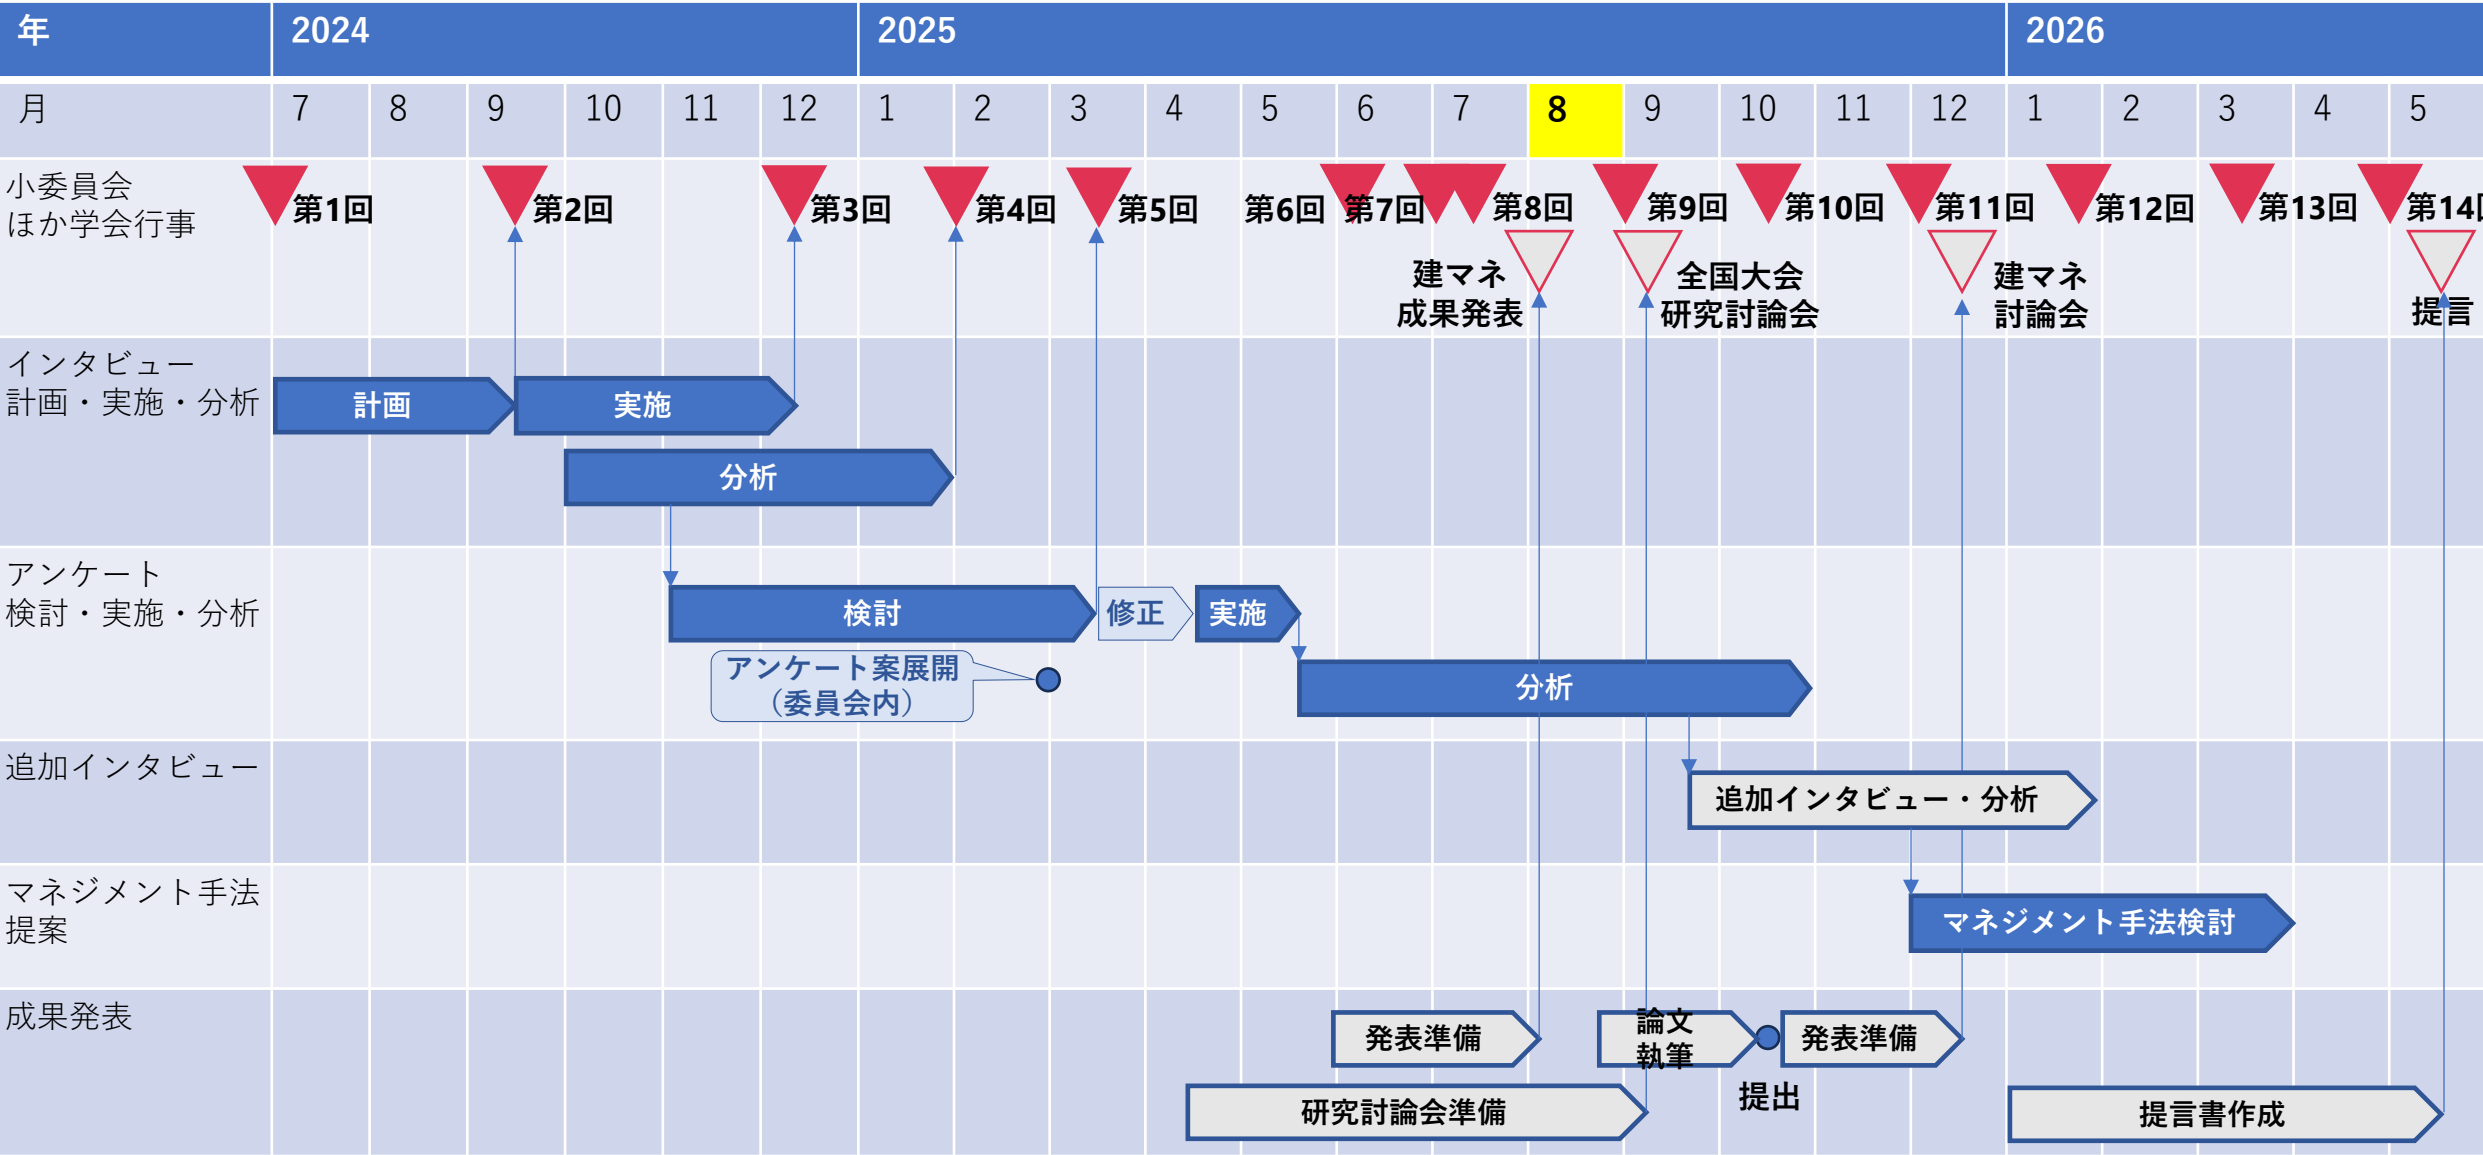 年 2024 2025 2026
月 7 8 9 10 11 12 1 2 3 4 5 6 7 8 9 10 11 12 1 2 3 4 5
小委員会
ほか学会行事
第1回 第2回 第3回 第4回 第5回 第6回 第7回 第8回 第9回 第10回 第11回 第12回 第13回 第14回
建マネ
成果発表
全国大会
研究討論会
建マネ
討論会
提言
インタビュー
計画・実施・分析
計画 実施
分析
アンケート
検討・実施・分析
検討 修正 実施
アンケート案展開
（委員会内）
分析
追加インタビュー
追加インタビュー・分析
マネジメント手法
提案
マネジメント手法検討
成果発表
発表準備
論文
執筆
発表準備
提出
研究討論会準備
提言書作成